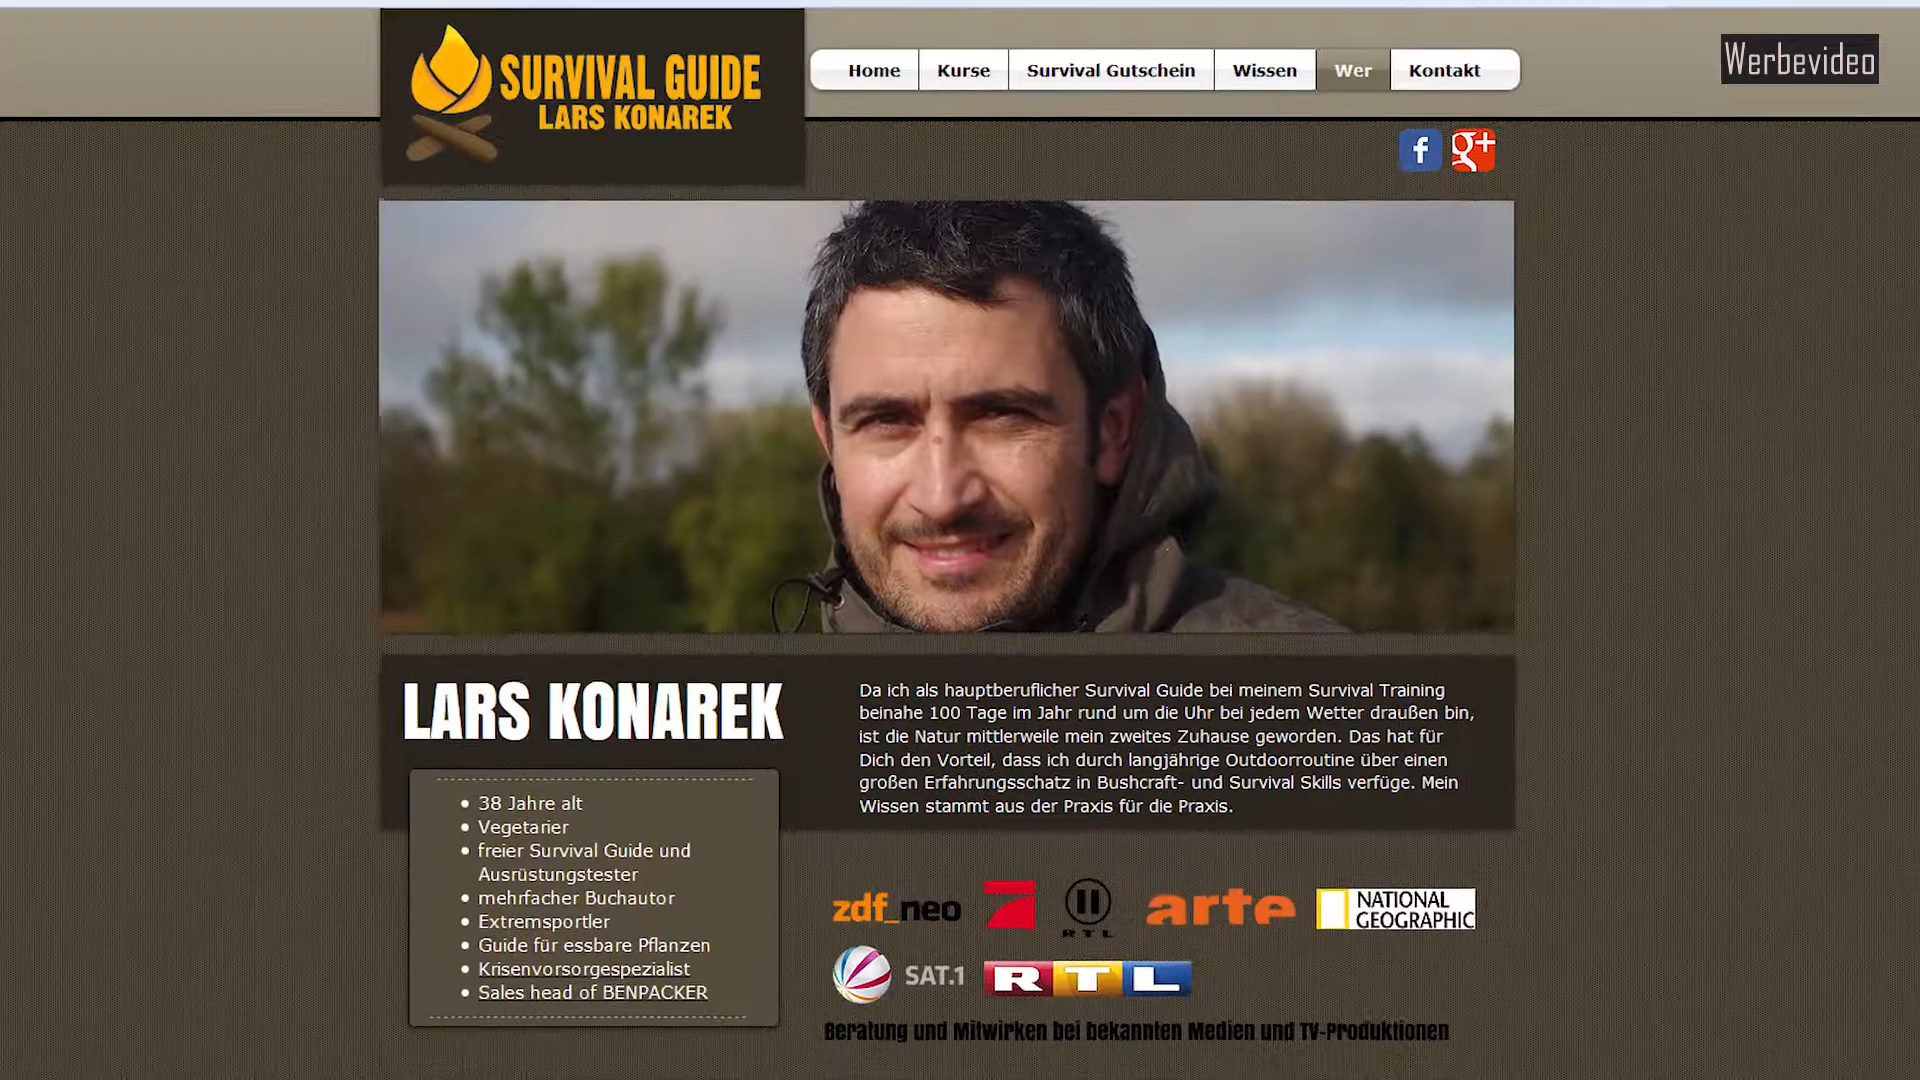 SURVIVAL GUIDE
LARS KONAREK
Home Kurse Survival Gutschein Wissen Wer Kontakt
Werbevideo
f g+
LARS KONAREK
38 Jahre alt
Vegetarier
freier Survival Guide und
Ausrüstungstester
mehrfacher Buchautor
Extremsportler
Guide für essbare Pflanzen
Krisenvorsorgespezialist
Sales head of BENPACKER
Da ich als hauptberuflicher Survival Guide bei meinem Survival Training
beinahe 100 Tage im Jahr rund um die Uhr bei jedem Wetter draußen bin,
ist die Natur mittlerweile mein zweites Zuhause geworden. Das hat für
Dich den Vorteil, dass ich durch langjährige Outdoorroutine über einen
großen Erfahrungsschatz in Bushcraft- und Survival Skills verfüge. Mein
Wissen stammt aus der Praxis für die Praxis.
zdf_neo
RTL
arte
NATIONAL
GEOGRAPHIC
SAT.1
RTL
Beratung und Mitwirken bei bekannten Medien und TV-Produktionen